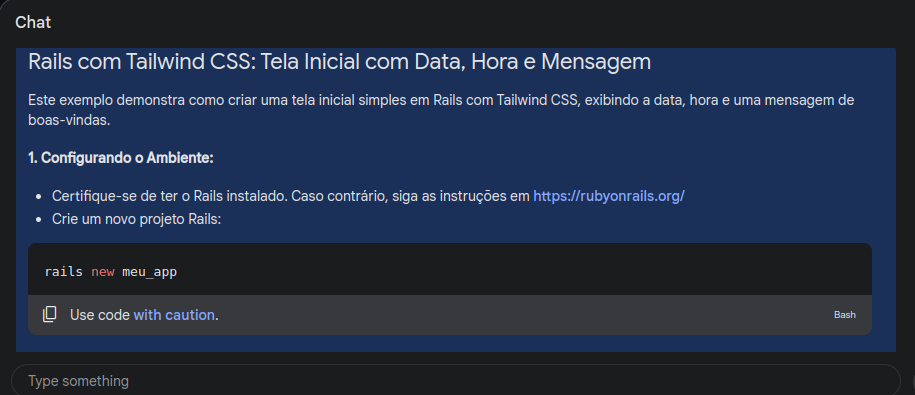 Chat
Rails com Tailwind CSS: Tela Inicial com Data, Hora e Mensagem
Este exemplo demonstra como criar uma tela inicial simples em Rails com Tailwind CSS, exibindo a data, hora e uma mensagem de
boas-vindas.
1. Configurando o Ambiente:
• Certifique-se de ter o Rails instalado. Caso contrário, siga as instruções em https://rubyonrails.org/
• Crie um novo projeto Rails:
rails new meu_app
Use code with caution. Bash
Type something